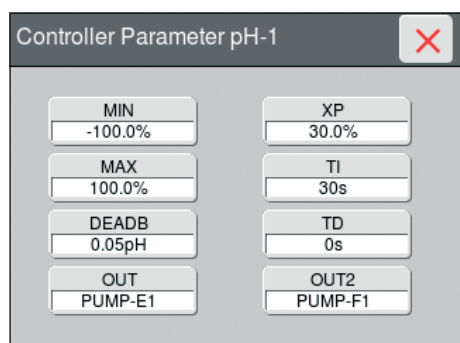 Controller Parameter pH-1
MIN
-100.0%
XP
30.0%
MAX
100.0%
TI
30s
DEADB
0.05pH
TD
0s
OUT
PUMP-E1
OUT2
PUMP-F1